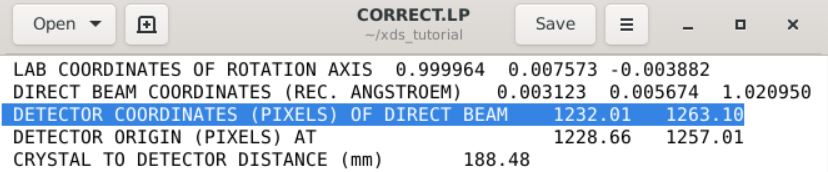 Open
CORRECT.LP
~/xds_tutorial
Save
LAB COORDINATES OF ROTATION AXIS  0.999964  0.007573 -0.003882
DIRECT BEAM COORDINATES (REC. ANGSTROEM)   0.003123  0.005674  1.020950
DETECTOR COORDINATES (PIXELS) OF DIRECT BEAM    1232.01   1263.10
DETECTOR ORIGIN (PIXELS) AT                     1228.66   1257.01
CRYSTAL TO DETECTOR DISTANCE (mm)       188.48